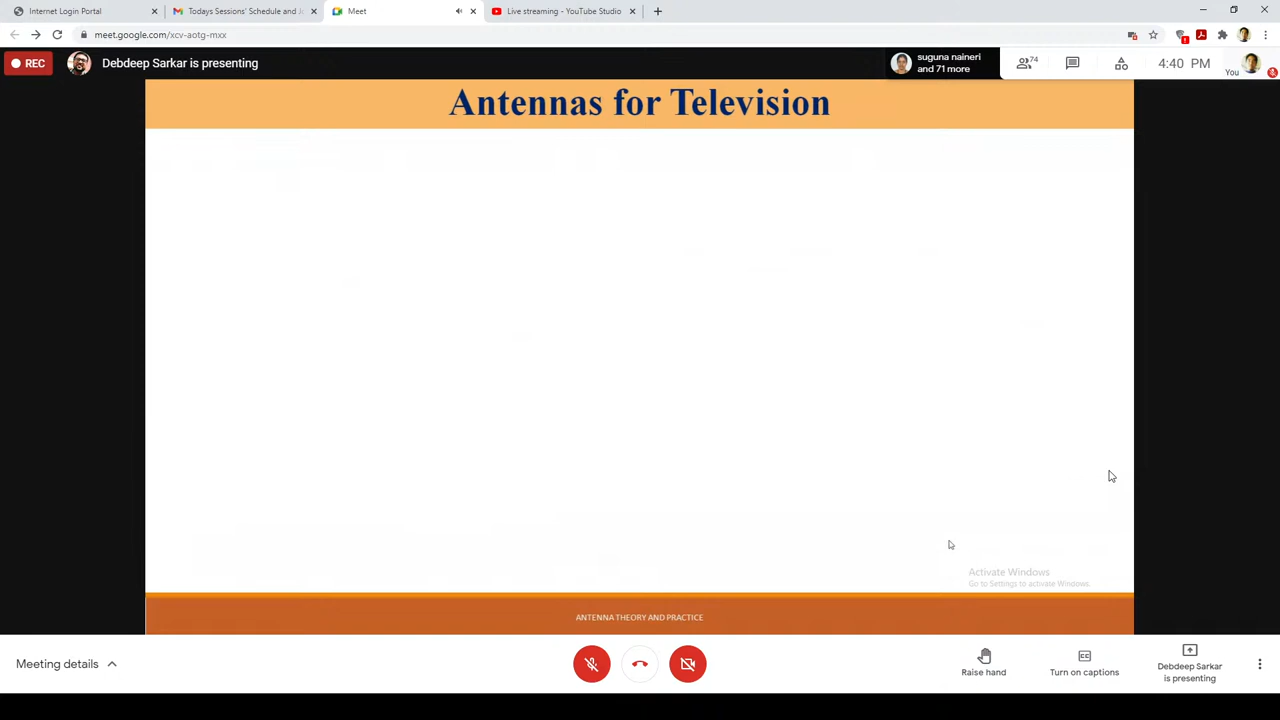 Internet Login Portal
Todays Sessions' Schedule and Jo
Meet
Live streaming - YouTube Studio
meet.google.com/xcv-aotg-mxx
REC
Debdeep Sarkar is presenting
suguna naineri
and 71 more
74
You
4:40 PM
Antennas for Television
Activate Windows
Go to Settings to activate Windows.
ANTENNA THEORY AND PRACTICE
Meeting details
Raise hand
Turn on captions
Debdeep Sarkar
is presenting